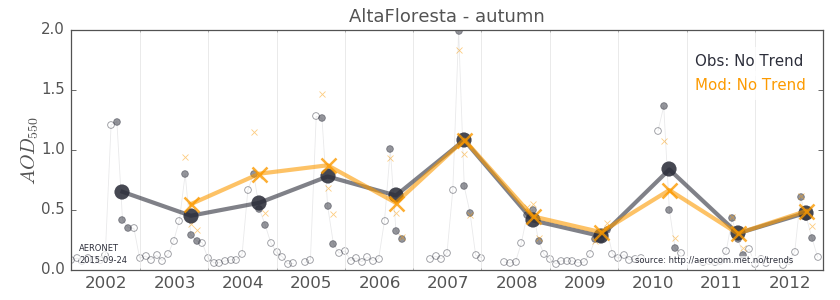 AltaFloresta - autumn
2.0
1.5
1.0
0.5
0.0
AOD550
Obs: No Trend
Mod: No Trend
AERONET
2015-09-24
source: http://aerocom.met.no/trends
2002 2003 2004 2005 2006 2007 2008 2009 2010 2011 2012